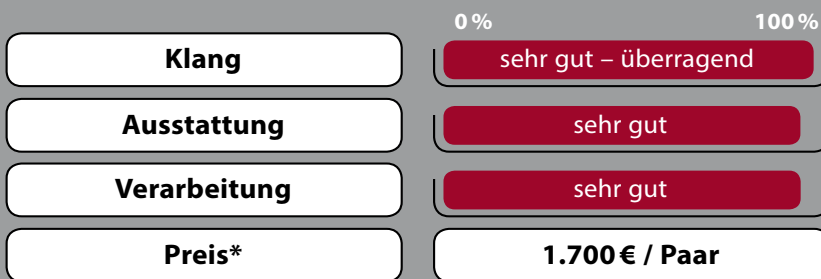 0 % 100 %
Klang sehr gut – überragend
Ausstattung sehr gut
Verarbeitung sehr gut
Preis* 1.700 € / Paar